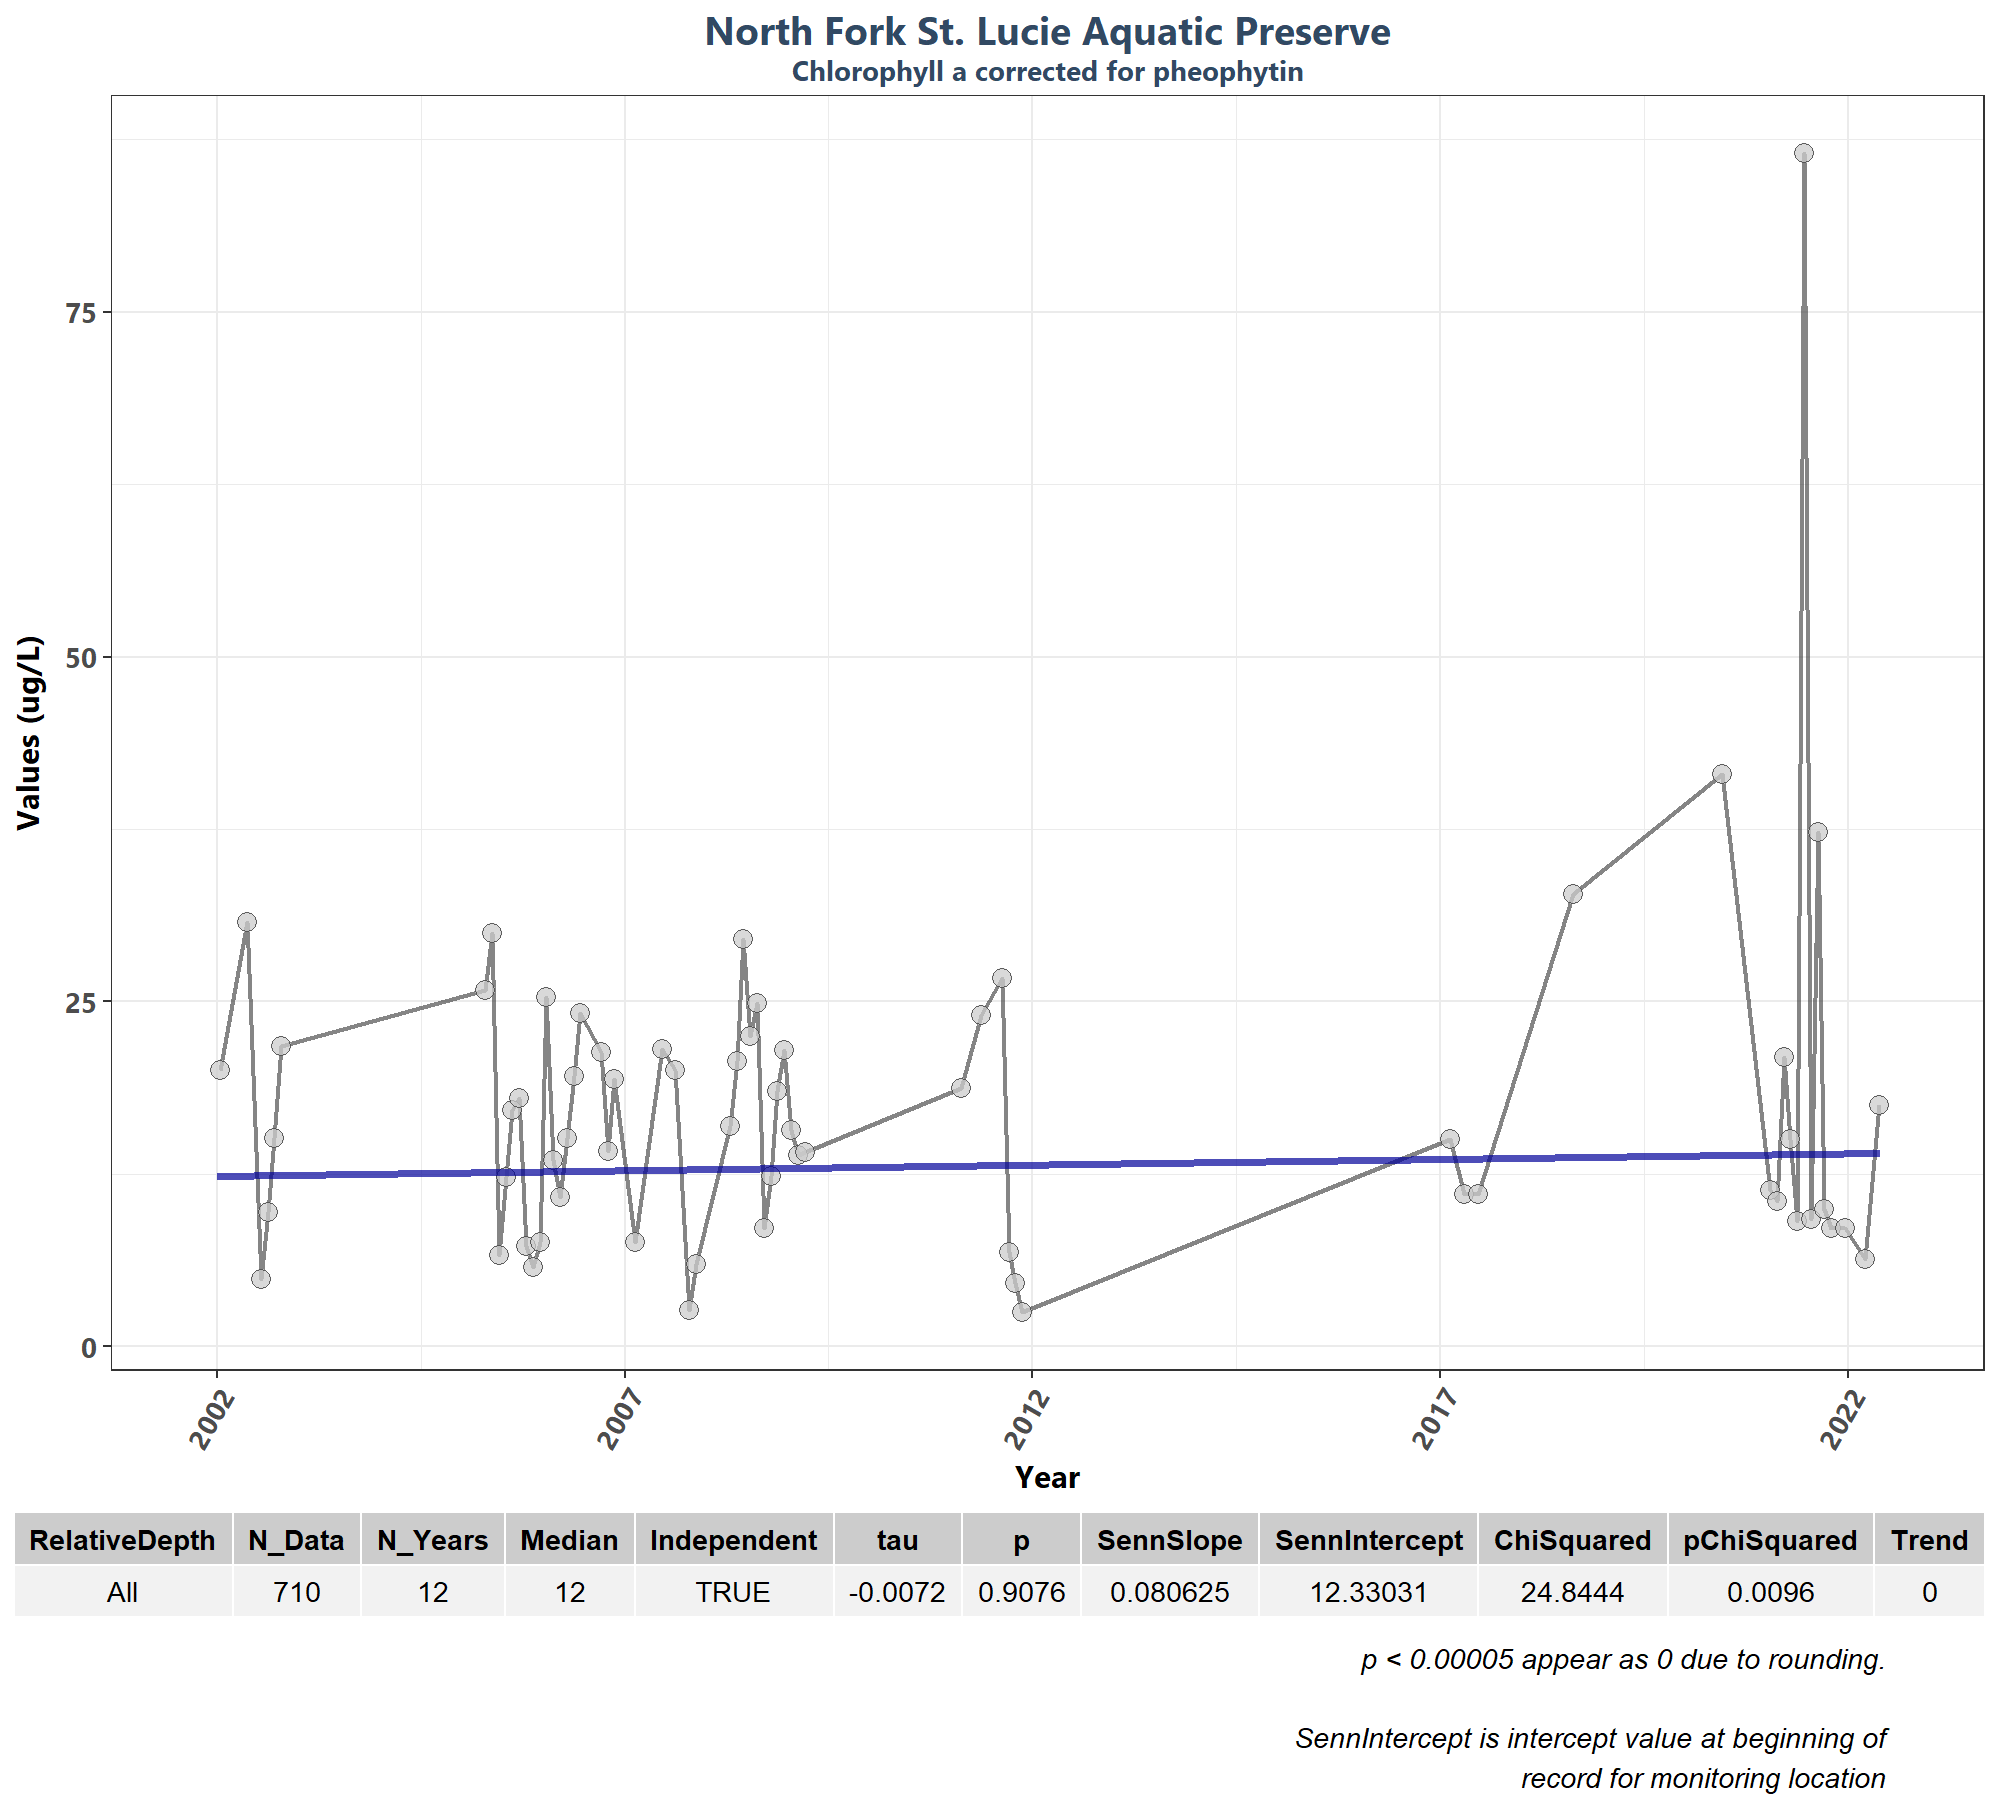 North Fork St. Lucie Aquatic Preserve
Chlorophyll a corrected for pheophytin
Values (ug/L)
75
50
25
0
2002 2007 2012 2017 2022
Year
RelativeDepth N_Data N_Years Median Independent tau p SennSlope SennIntercept ChiSquared pChiSquared Trend
All 710 12 12 TRUE -0.0072 0.9076 0.080625 12.33031 24.8444 0.0096 0
p < 0.00005 appear as 0 due to rounding.
SennIntercept is intercept value at beginning of
record for monitoring location